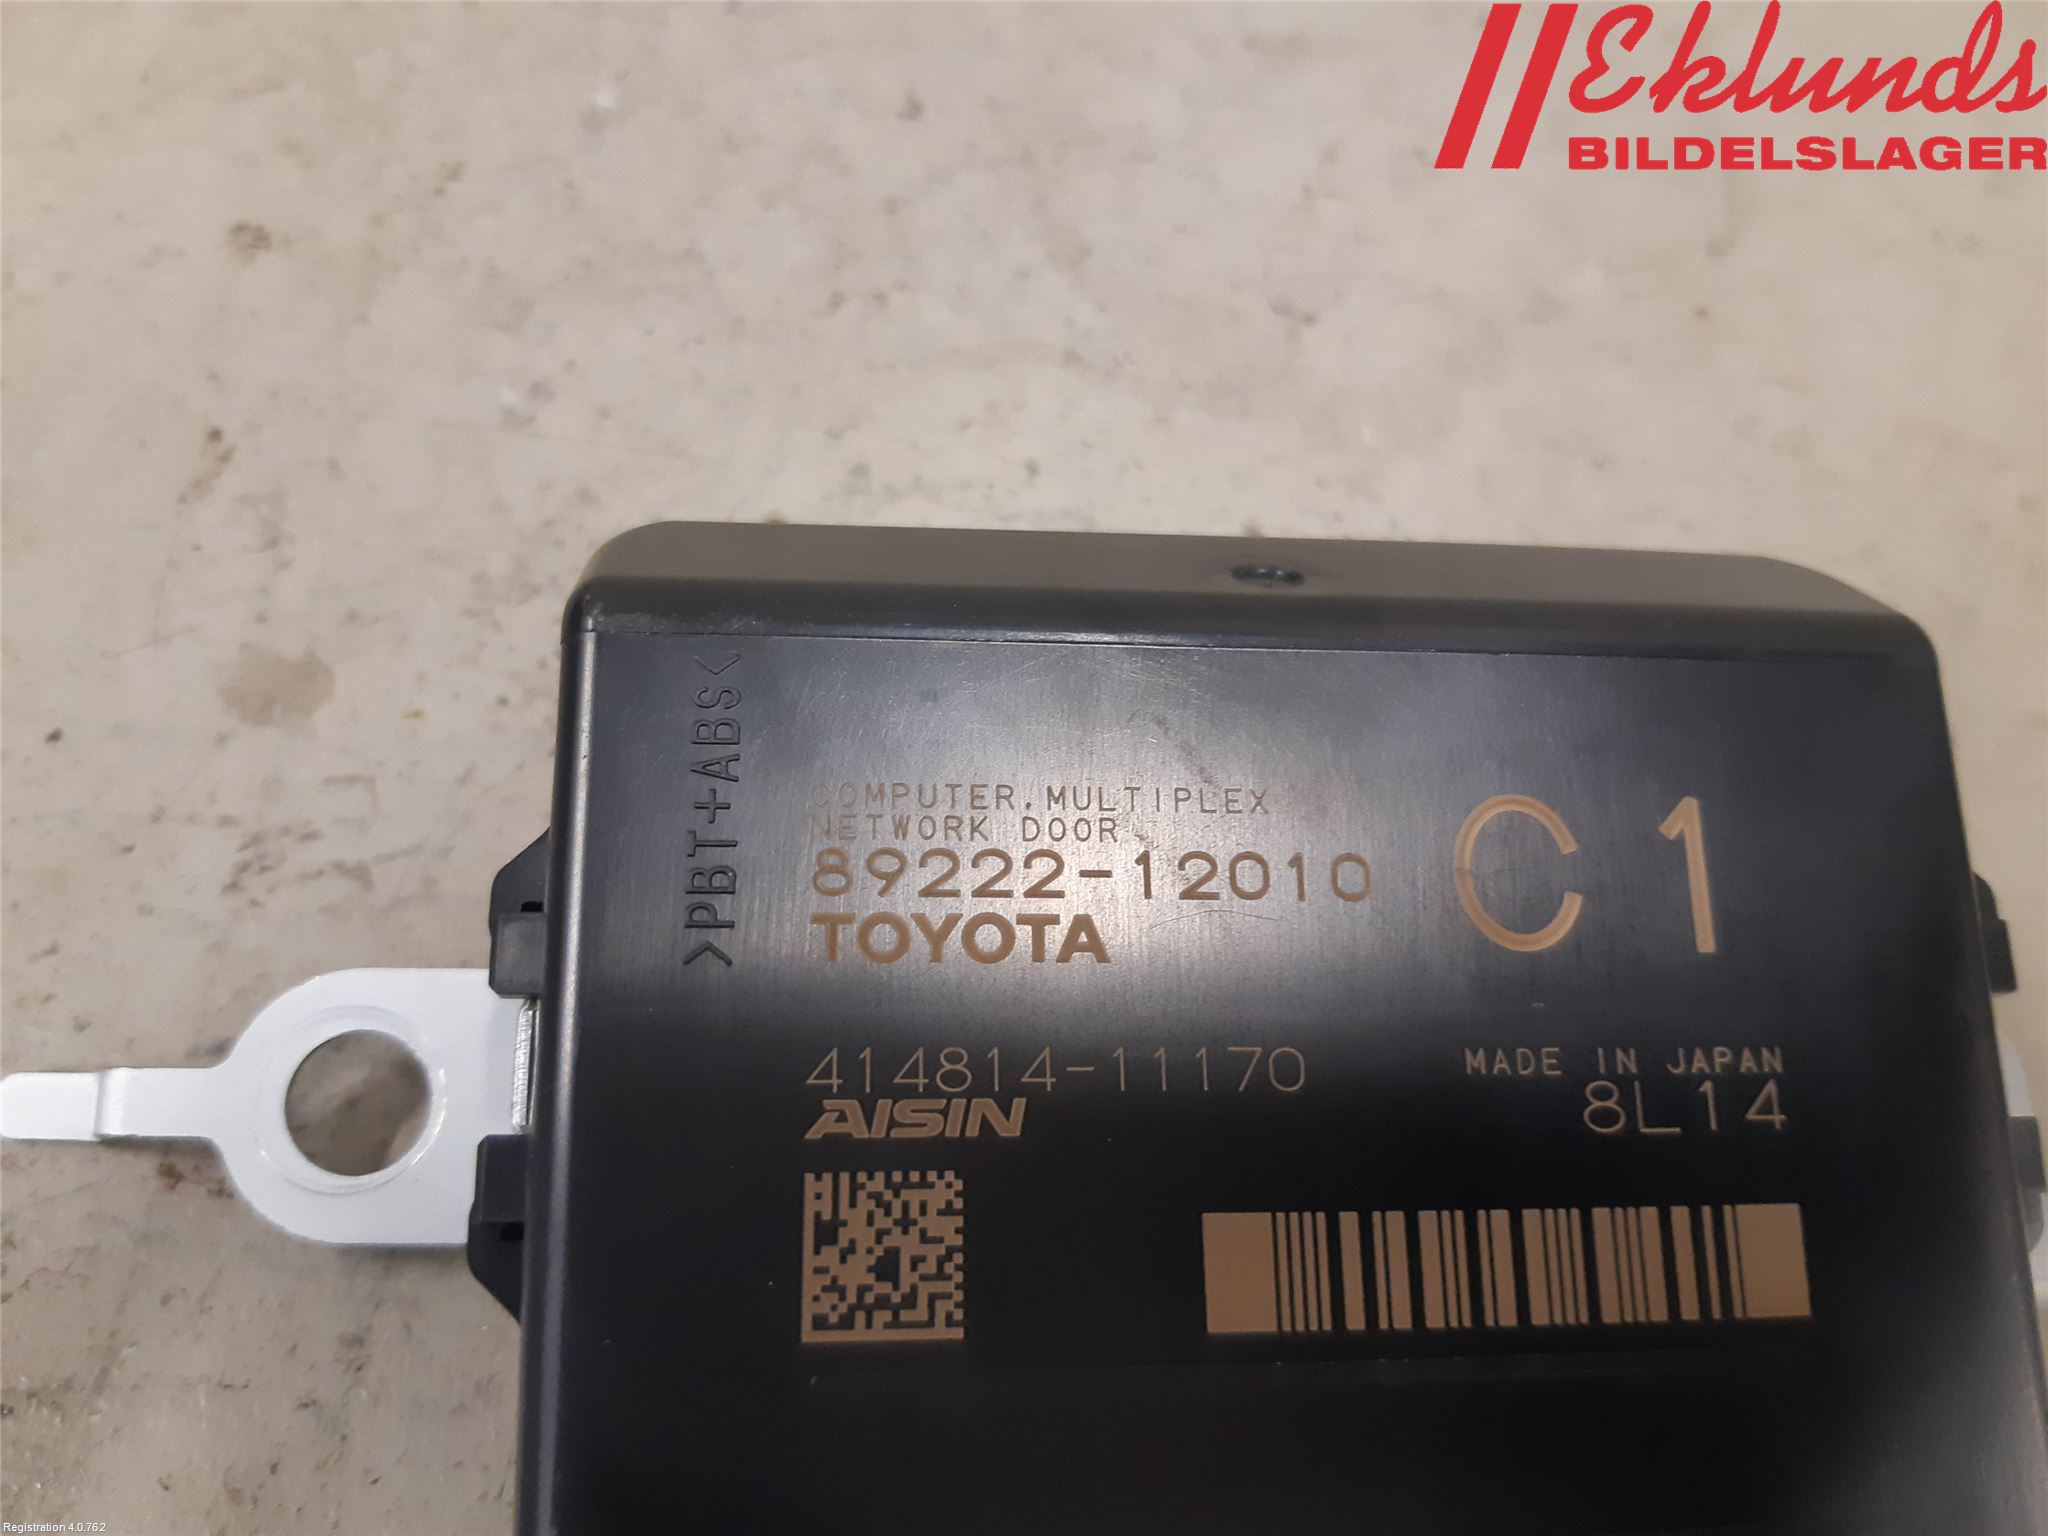 Eklunds
BILDELSLAGER
>PBT+ABS<
COMPUTER.MULTIPLEX
NETWORK DOOR
89222-12010
TOYOTA
C1
414814-11170
AISIN
MADE IN JAPAN
8L14
Registration 4.0.762